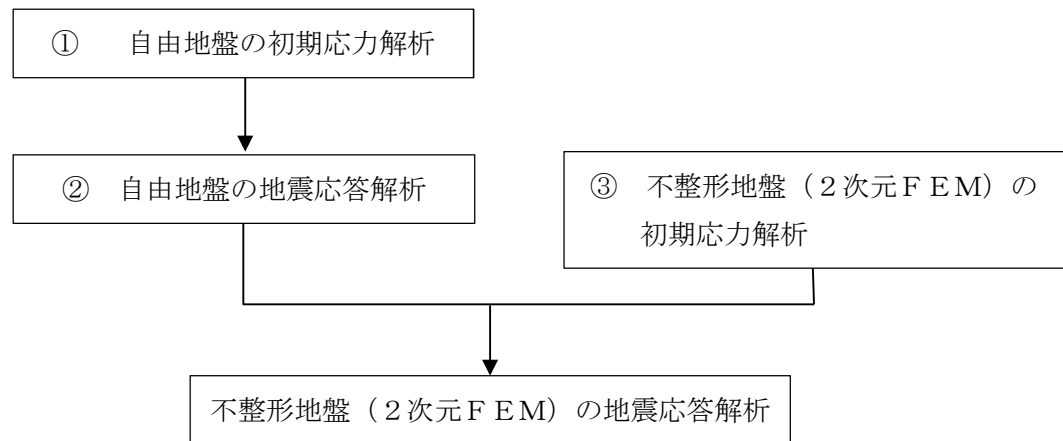 ① 自由地盤の初期応力解析
② 自由地盤の地震応答解析
③ 不整形地盤（２次元ＦＥＭ）の
初期応力解析
不整形地盤（２次元ＦＥＭ）の地震応答解析